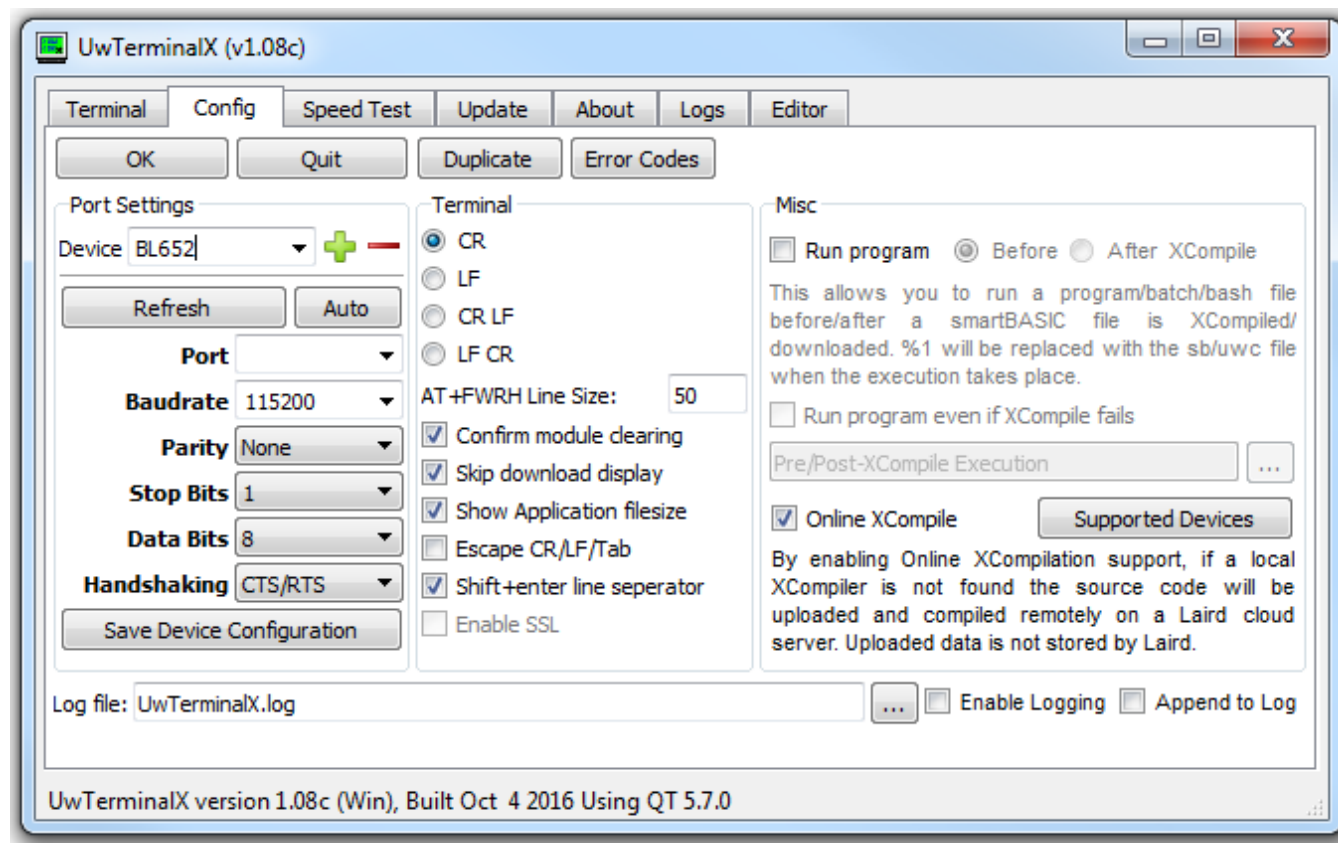 UwTerminalX (v1.08c)
Terminal Config Speed Test Update About Logs Editor
OK Quit Duplicate Error Codes
Port Settings
Device BL652
Refresh Auto
Port
Baudrate 115200
Parity None
Stop Bits 1
Data Bits 8
Handshaking CTS/RTS
Save Device Configuration
Terminal
CR
LF
CR LF
LF CR
AT+FWRH Line Size: 50
Confirm module clearing
Skip download display
Show Application filesize
Escape CR/LF/Tab
Shift+enter line seperator
Enable SSL
Misc
Run program Before After XCompile
This allows you to run a program/batch/bash file
before/after a smartBASIC file is XCompiled/
downloaded. %1 will be replaced with the sb/uwc file
when the execution takes place.
Run program even if XCompile fails
Pre/Post-XCompile Execution ...
Online XCompile Supported Devices
By enabling Online XCompilation support, if a local
XCompiler is not found the source code will be
uploaded and compiled remotely on a Laird cloud
server. Uploaded data is not stored by Laird.
Log file: UwTerminalX.log ... Enable Logging Append to Log
UwTerminalX version 1.08c (Win), Built Oct 4 2016 Using QT 5.7.0